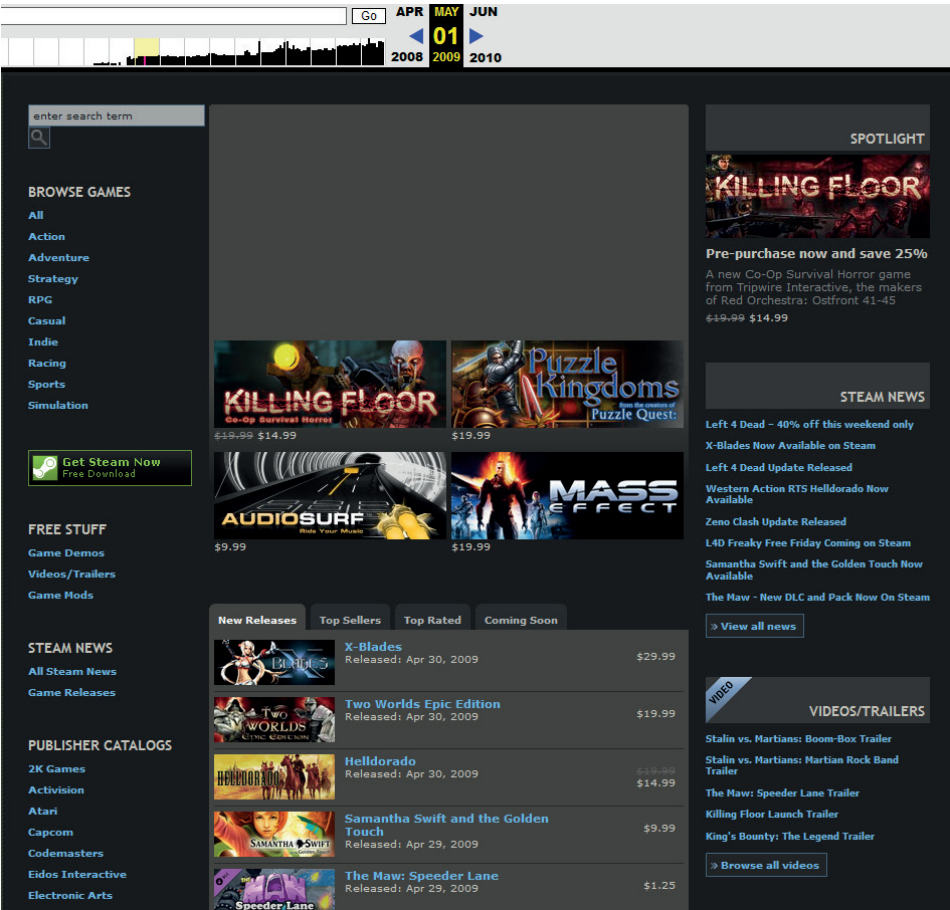 Go
APR MAY JUN
01
2008 2009 2010
enter search term
BROWSE GAMES
All
Action
Adventure
Strategy
RPG
Casual
Indie
Racing
Sports
Simulation
Get Steam Now
Free Download
FREE STUFF
Game Demos
Videos/Trailers
Game Mods
STEAM NEWS
All Steam News
Game Releases
PUBLISHER CATALOGS
2K Games
Activision
Atari
Capcom
Codemasters
Eidos Interactive
Electronic Arts
KILLING FLOOR
Co-Op Survival Horror
$19.99 $14.99
Puzzle
Kingdoms
from the creators of
Puzzle Quest:
$19.99
AUDIOSURF
Ride Your Music
$9.99
MASS
EFFECT
$19.99
New Releases Top Sellers Top Rated Coming Soon
X BLADES
X-Blades
Released: Apr 30, 2009
$29.99
TWO
WORLDS
EPIC EDITION
Two Worlds Epic Edition
Released: Apr 30, 2009
$19.99
HELLDORADO
Helldorado
Released: Apr 30, 2009
$19.99
$14.99
SAMANTHA SWIFT
Samantha Swift and the Golden
Touch
Released: Apr 29, 2009
$9.99
THE MAW
Speeder Lane
The Maw: Speeder Lane
Released: Apr 29, 2009
$1.25
SPOTLIGHT
KILLING FLOOR
Pre-purchase now and save 25%
A new Co-Op Survival Horror game
from Tripwire Interactive, the makers
of Red Orchestra: Ostfront 41-45
$19.99 $14.99
STEAM NEWS
Left 4 Dead – 40% off this weekend only
X-Blades Now Available on Steam
Left 4 Dead Update Released
Western Action RTS Helldorado Now
Available
Zeno Clash Update Released
L4D Freaky Free Friday Coming on Steam
Samantha Swift and the Golden Touch Now
Available
The Maw - New DLC and Pack Now On Steam
» View all news
VIDEO
VIDEOS/TRAILERS
Stalin vs. Martians: Boom-Box Trailer
Stalin vs. Martians: Martian Rock Band
Trailer
The Maw: Speeder Lane Trailer
Killing Floor Launch Trailer
King's Bounty: The Legend Trailer
» Browse all videos